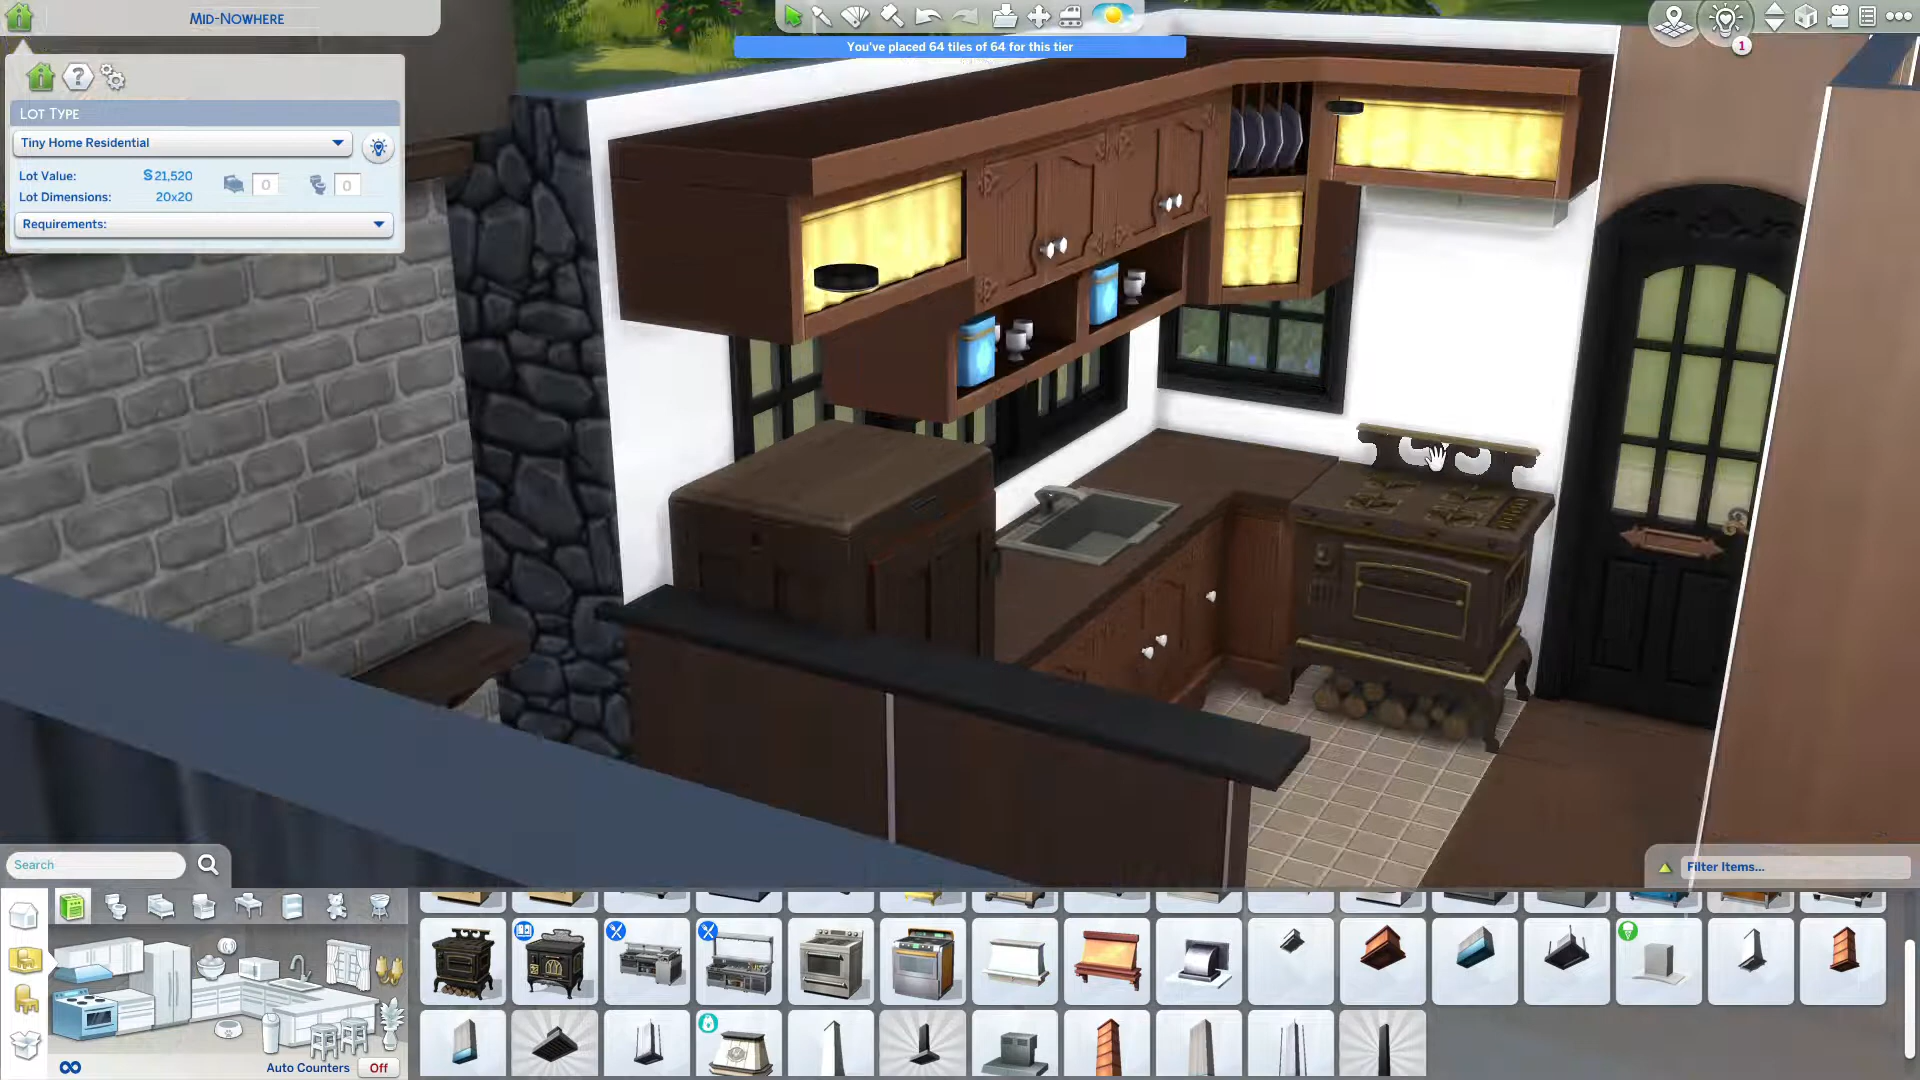 Mid-Nowhere
You've placed 64 tiles of 64 for this tier
1
Lot Type
Tiny Home Residential
Lot Value: §21,520
0 0
Lot Dimensions: 20x20
Requirements:
Search
Filter Items...
Auto Counters Off